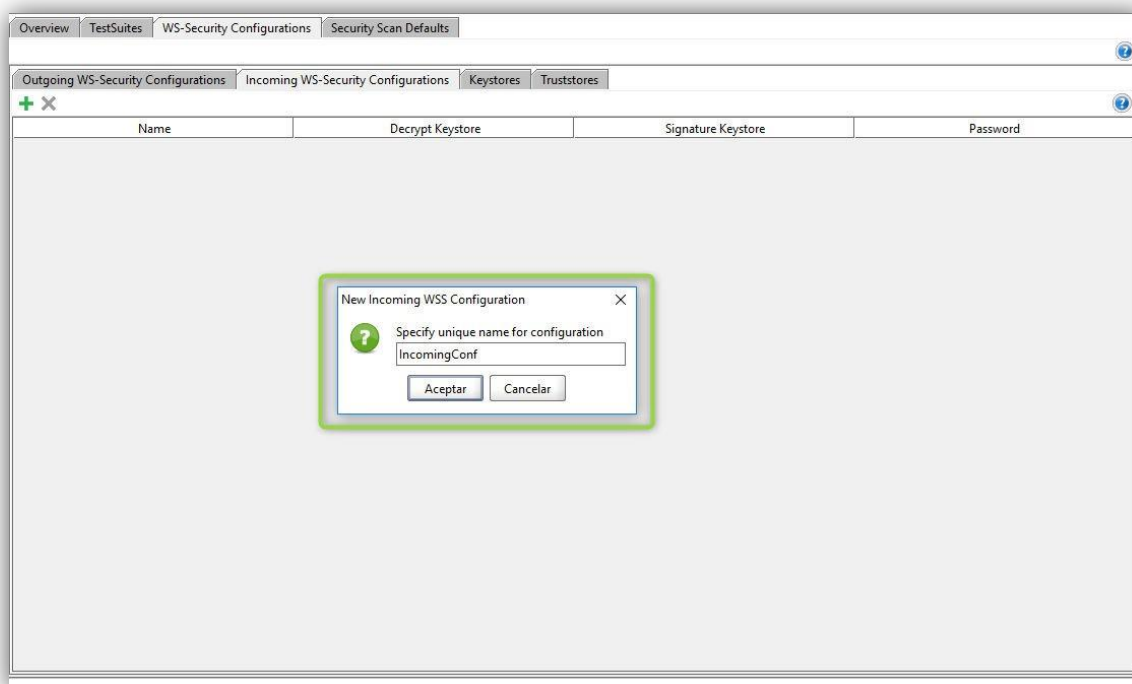 Overview TestSuites WS-Security Configurations Security Scan Defaults
Outgoing WS-Security Configurations Incoming WS-Security Configurations Keystores Truststores
Name Decrypt Keystore Signature Keystore Password
New Incoming WSS Configuration
Specify unique name for configuration
IncomingConf
Aceptar Cancelar